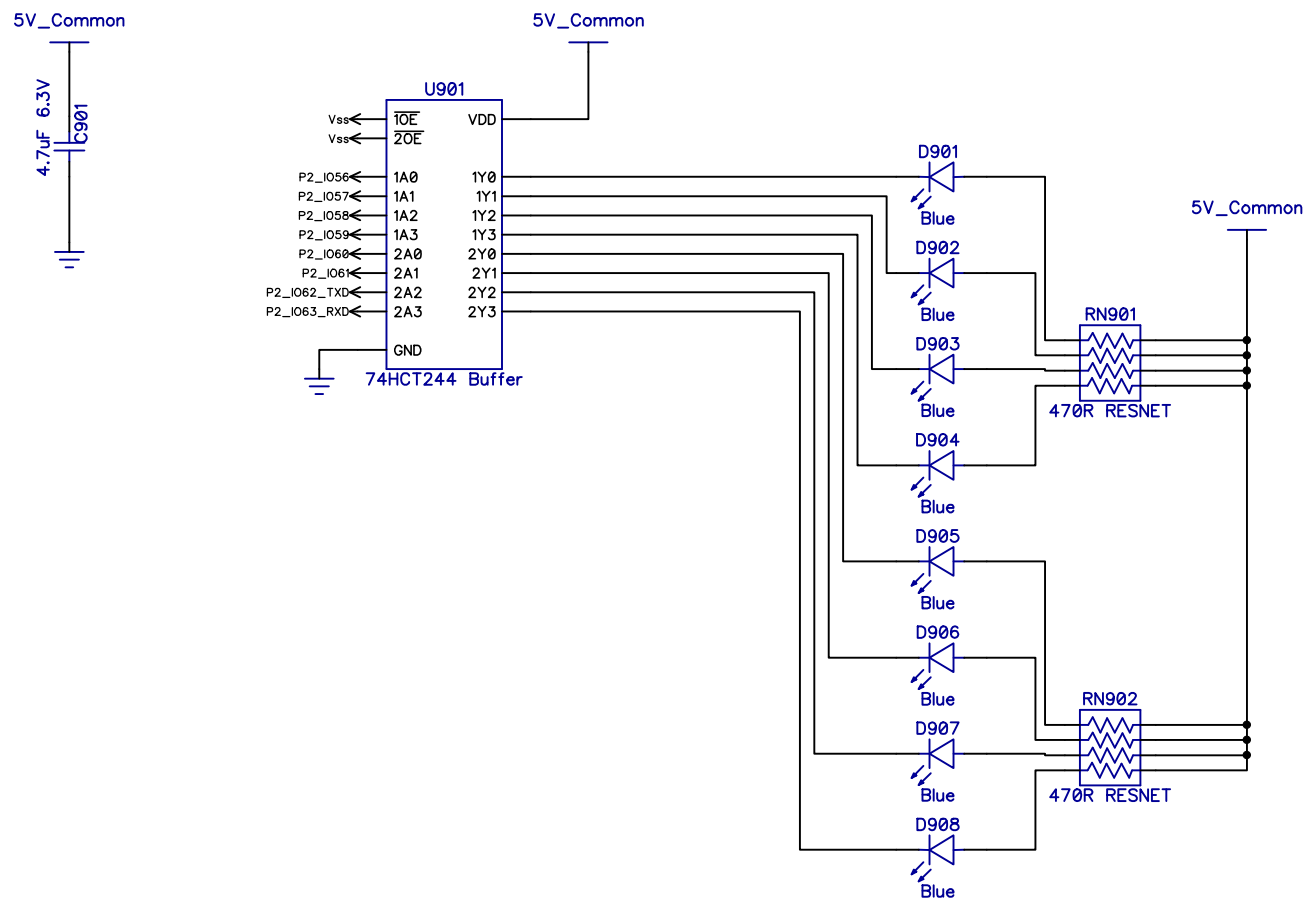 5V_Common
4.7uF 6.3V
C901
5V_Common
U901
Vss 1OE VDD
Vss 2OE
P2_IO56 1A0 1Y0
P2_IO57 1A1 1Y1
P2_IO58 1A2 1Y2
P2_IO59 1A3 1Y3
P2_IO60 2A0 2Y0
P2_IO61 2A1 2Y1
P2_IO62_TXD 2A2 2Y2
P2_IO63_RXD 2A3 2Y3
GND
74HCT244 Buffer
D901
Blue
D902
Blue
D903
Blue
D904
Blue
D905
Blue
D906
Blue
D907
Blue
D908
Blue
5V_Common
RN901
470R RESNET
RN902
470R RESNET